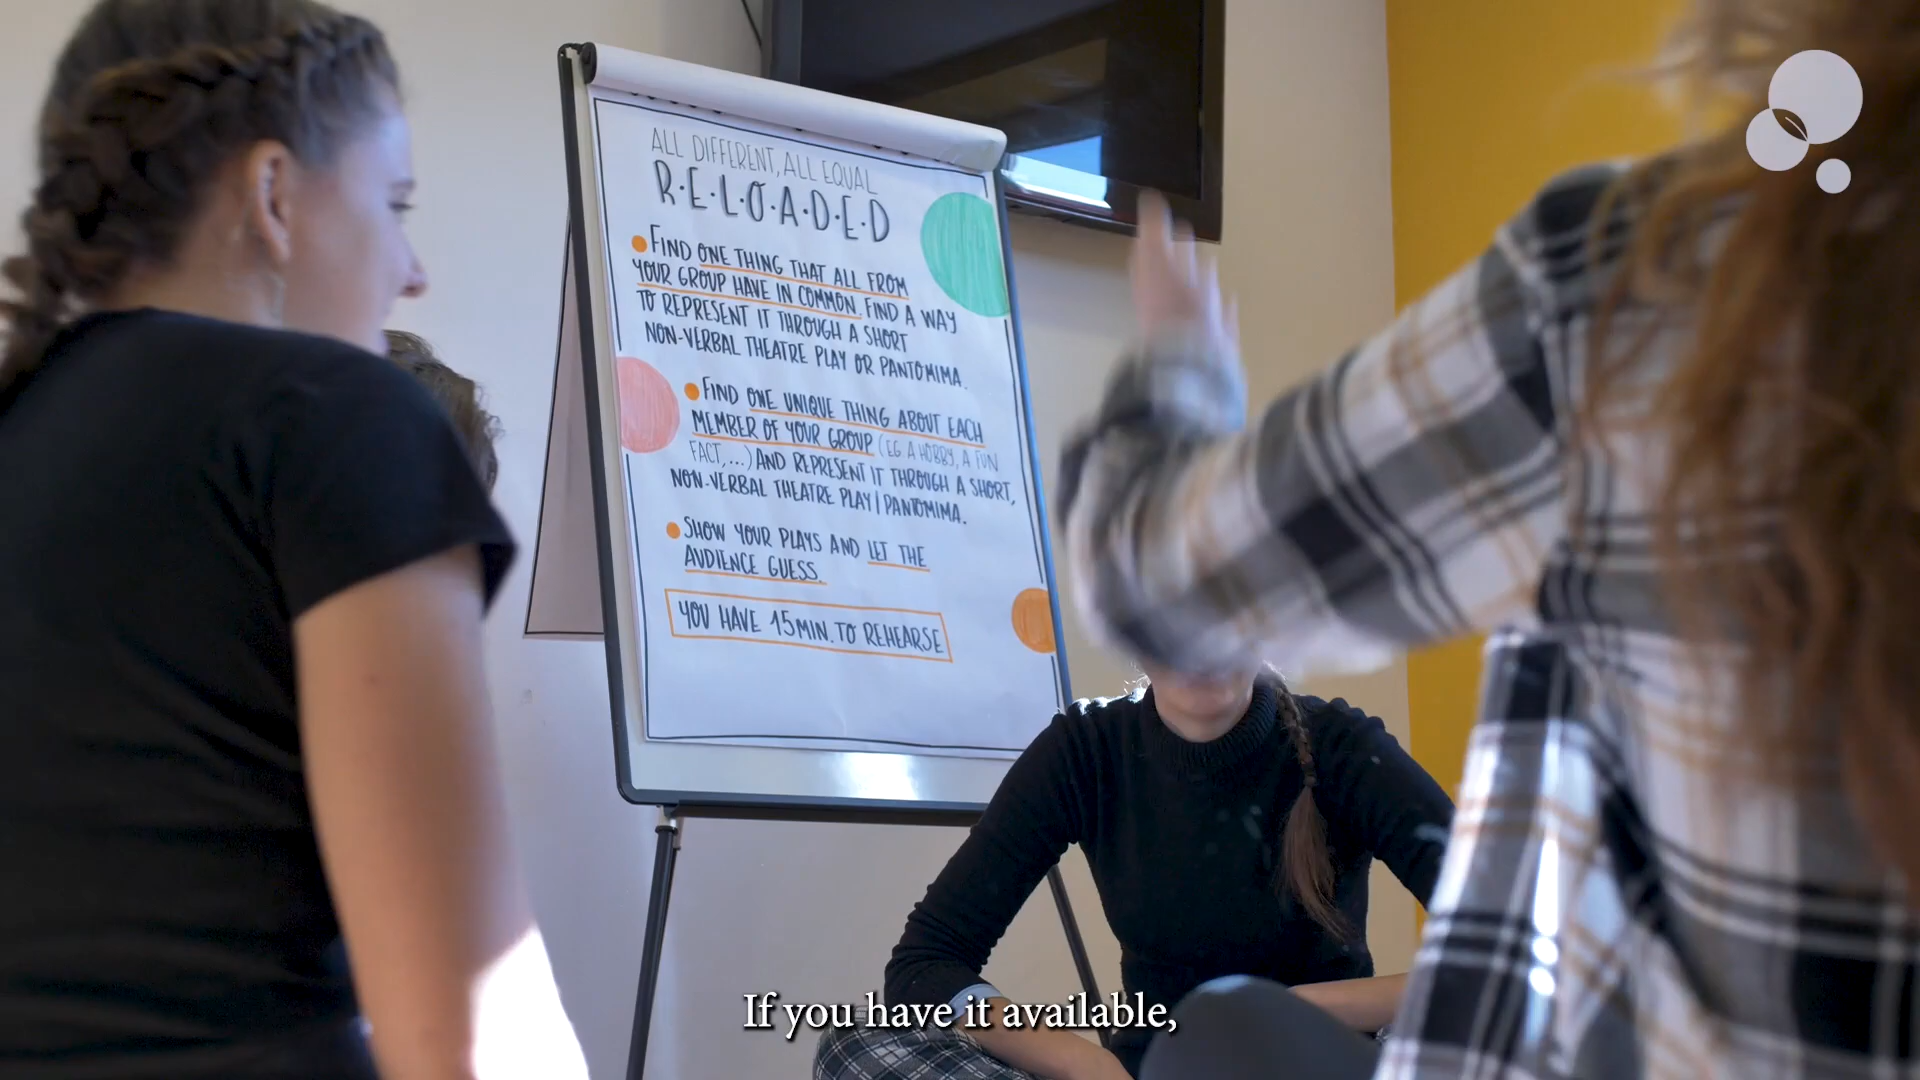 ALL DIFFERENT, ALL EQUAL
R·E·L·O·A·D·E·D
FIND ONE THING THAT ALL FROM
YOUR GROUP HAVE IN COMMON. FIND A WAY
TO REPRESENT IT THROUGH A SHORT
NON-VERBAL THEATRE PLAY OR PANTOMIMA.
FIND ONE UNIQUE THING ABOUT EACH
MEMBER OF YOUR GROUP (EG A HOBBY, A FUN
FACT,...) AND REPRESENT IT THROUGH A SHORT,
NON-VERBAL THEATRE PLAY/PANTOMIMA.
SHOW YOUR PLAYS AND LET THE
AUDIENCE GUESS.
YOU HAVE 15MIN. TO REHEARSE
If you have it available,